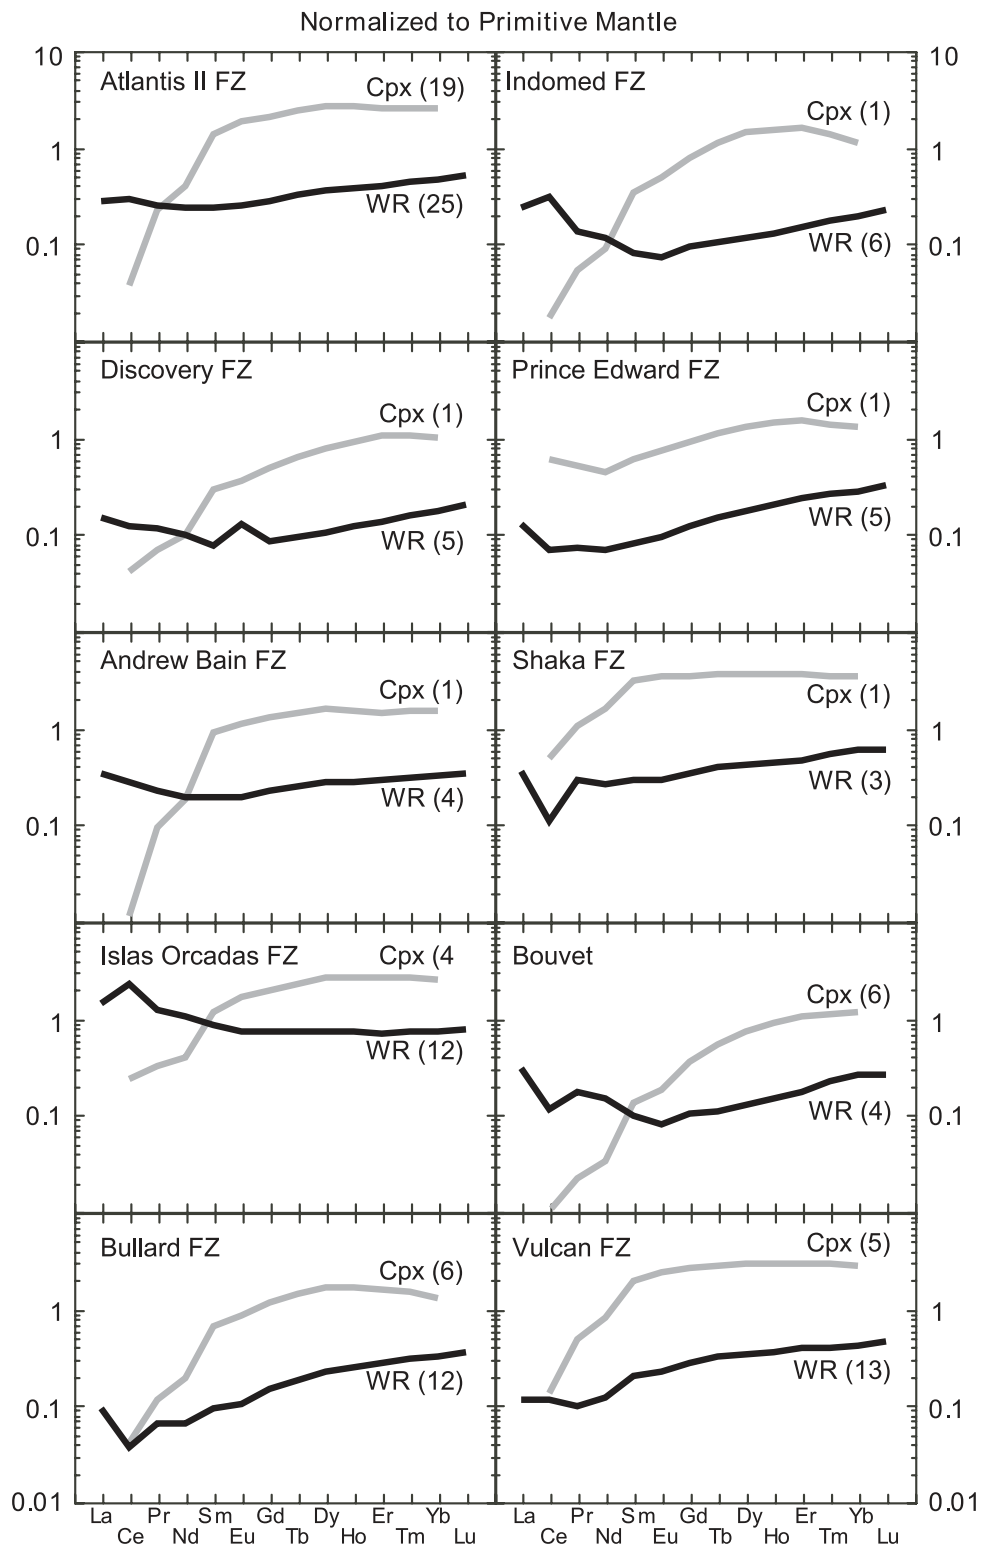 Normalized to Primitive Mantle
10 10
Atlantis II FZ Cpx (19) Indomed FZ Cpx (1)
1 1
WR (25) WR (6)
0.1 0.1
Discovery FZ Cpx (1) Prince Edward FZ Cpx (1)
1 1
0.1 WR (5) WR (5) 0.1
Andrew Bain FZ Cpx (1) Shaka FZ Cpx (1)
1 1
WR (4) WR (3)
0.1 0.1
Islas Orcadas FZ Cpx (4 Bouvet Cpx (6)
1 1
WR (12) WR (4)
0.1 0.1
Bullard FZ Cpx (6) Vulcan FZ Cpx (5)
1 1
WR (12) WR (13)
0.1 0.1
0.01 0.01
La Pr Sm Gd Dy Er Yb La Pr Sm Gd Dy Er Yb
Ce Nd Eu Tb Ho Tm Lu Ce Nd Eu Tb Ho Tm Lu